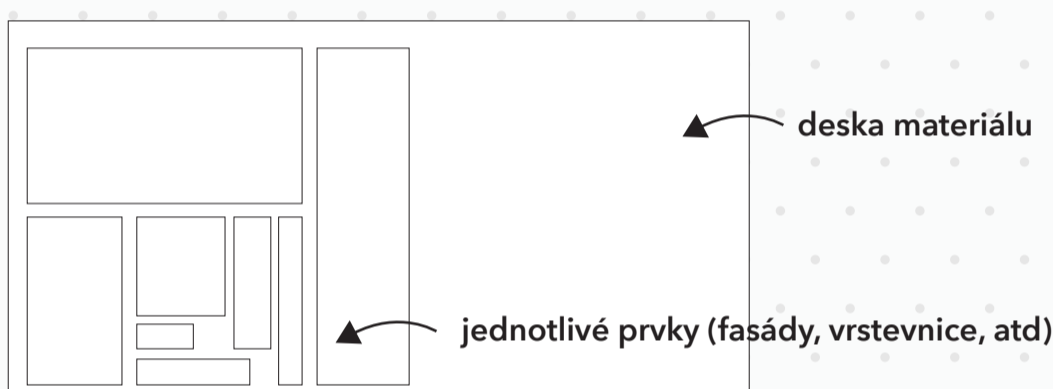 deska materiálu
jednotlivé prvky (fasády, vrstevnice, atd)